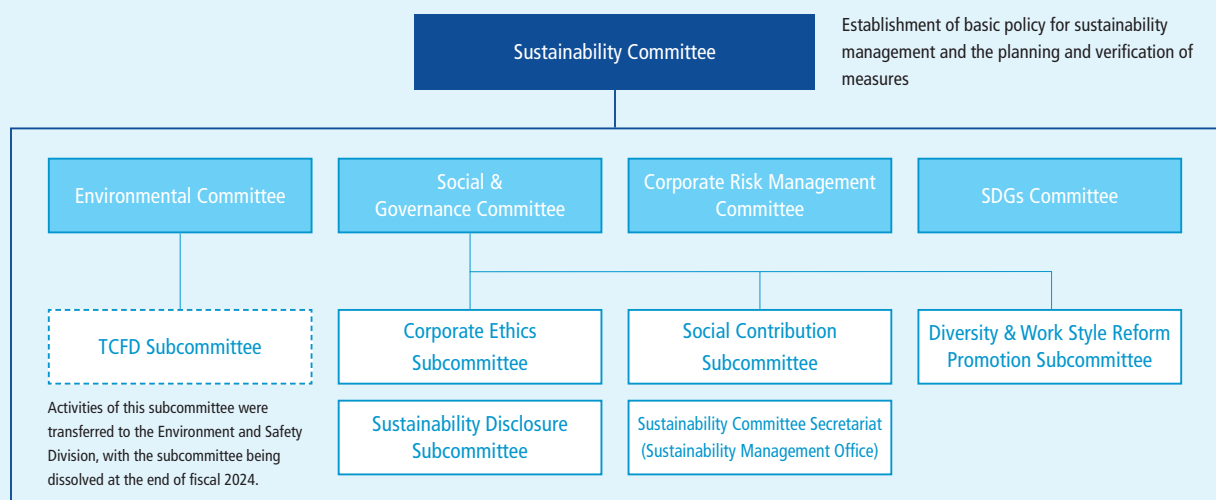 Sustainability Committee
Establishment of basic policy for sustainability
management and the planning and verification of
measures
Environmental Committee
Social &
Governance Committee
Corporate Risk Management
Committee
SDGs Committee
TCFD Subcommittee
Corporate Ethics
Subcommittee
Social Contribution
Subcommittee
Diversity & Work Style Reform
Promotion Subcommittee
Activities of this subcommittee were
transferred to the Environment and Safety
Division, with the subcommittee being
dissolved at the end of fiscal 2024.
Sustainability Disclosure
Subcommittee
Sustainability Committee Secretariat
(Sustainability Management Office)